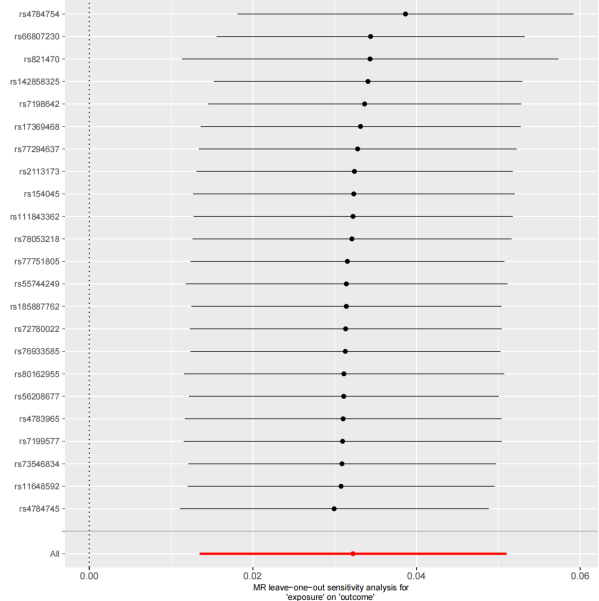 rs4784754
rs66807230
rs821470
rs142858325
rs7198642
rs17369468
rs77294637
rs2113173
rs154045
rs111843362
rs78053218
rs77751805
rs55744249
rs185887762
rs72780022
rs76933585
rs80162955
rs56208677
rs4783965
rs7199577
rs73546834
rs11648592
rs4784745
All
0.00 0.02 0.04 0.06
MR leave−one−out sensitivity analysis for
'exposure' on 'outcome'